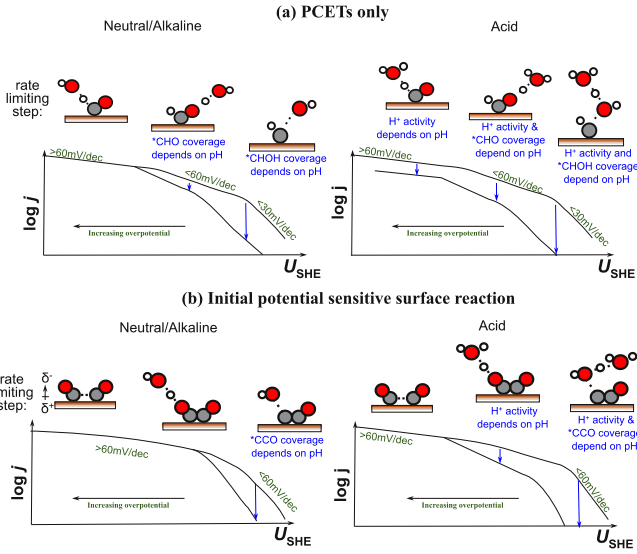 (a) PCETs only
Neutral/Alkaline
Acid
rate
limiting
step:
*CHO coverage
depends on pH
*CHOH coverage
depends on pH
H⁺ activity
depends on pH
H⁺ activity &
*CHO coverage
depend on pH
H⁺ activity and
*CHOH coverage
depend on pH
>60mV/dec
<60mV/dec
<30mV/dec
log j
Increasing overpotential
U_SHE
>60mV/dec
<60mV/dec
<30mV/dec
log j
Increasing overpotential
U_SHE
(b) Initial potential sensitive surface reaction
Neutral/Alkaline
Acid
rate
imiting
step:
δ⁻
δ⁺
*CCO coverage
depends on pH
H⁺ activity
depends on pH
H⁺ activity &
*CCO coverage
depend on pH
>60mV/dec
<60mV/dec
log j
Increasing overpotential
U_SHE
>60mV/dec
<60mV/dec
log j
Increasing overpotential
U_SHE